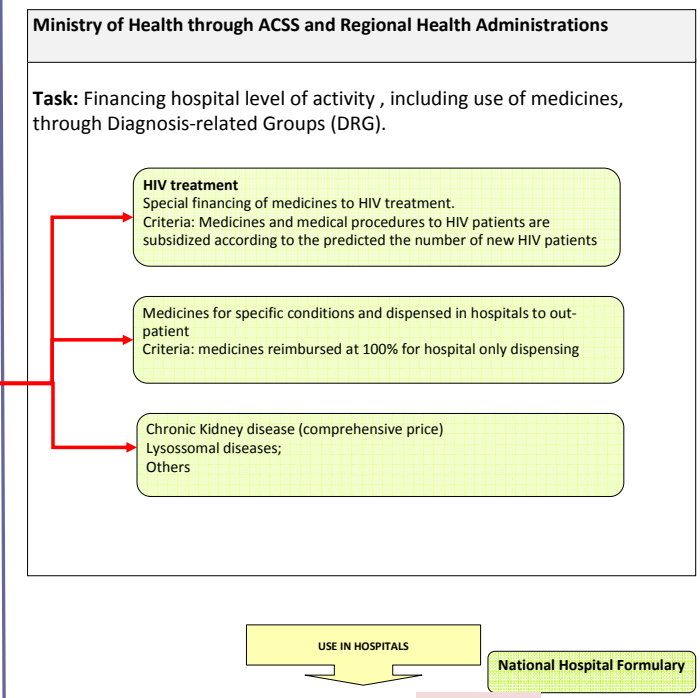 Ministry of Health through ACSS and Regional Health Administrations
Task: Financing hospital level of activity , including use of medicines,
through Diagnosis-related Groups (DRG).
HIV treatment
Special financing of medicines to HIV treatment.
Criteria: Medicines and medical procedures to HIV patients are
subsidized according to the predicted the number of new HIV patients
Medicines for specific conditions and dispensed in hospitals to out-
patient
Criteria: medicines reimbursed at 100% for hospital only dispensing
Chronic Kidney disease (comprehensive price)
Lysossomal diseases;
Others
USE IN HOSPITALS
National Hospital Formulary